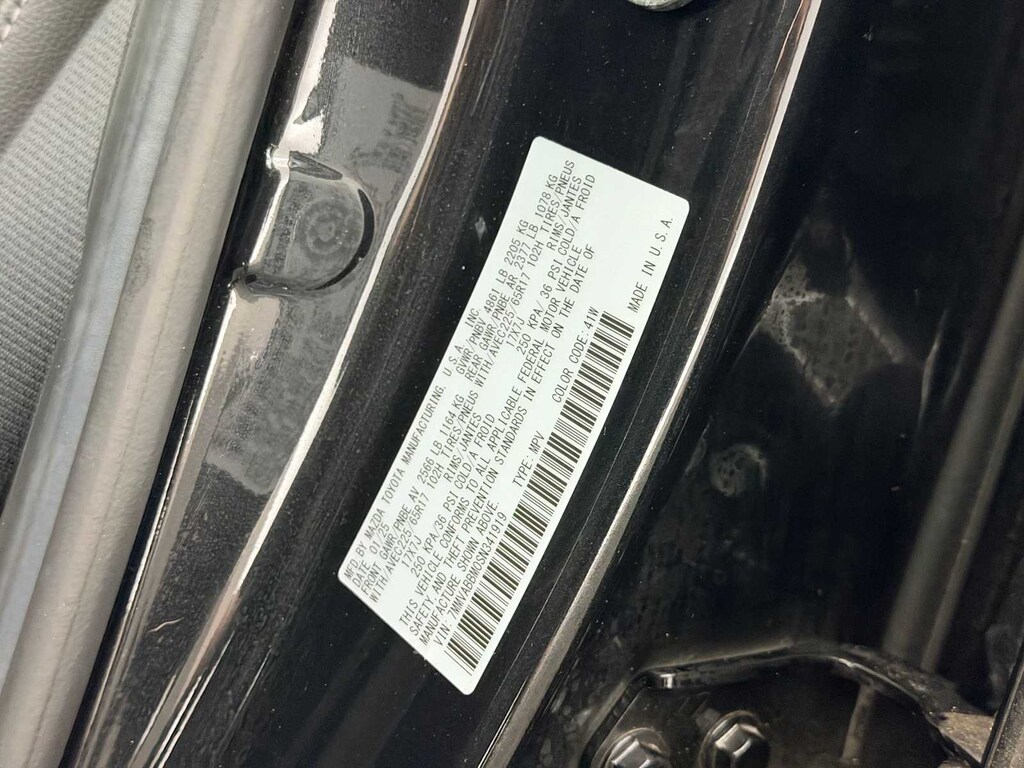 MFD BY MAZDA TOYOTA MANUFACTURING, U.S.A., INC.
DATE: 01/25 GVWR/PNBV 4861 LB 2205 KG
FRONT GAWR/PNBE AV 2566 LB 1164 KG REAR GAWR/PNBE AR 2377 LB 1078 KG
WITH/AVEC225/65R17 102H TIRES/PNEUS WITH/AVEC225/65R17 102H TIRES/PNEUS
17X7J RIMS/JANTES 17X7J RIMS/JANTES
250 KPA/36 PSI COLD/A FROID 250 KPA/36 PSI COLD/A FROID
THIS VEHICLE CONFORMS TO ALL APPLICABLE FEDERAL MOTOR VEHICLE
SAFETY AND THEFT PREVENTION STANDARDS IN EFFECT ON THE DATE OF
MANUFACTURE SHOWN ABOVE.
VIN: 7MMVABBM0SN341919 TYPE: MPV COLOR CODE:41W
MADE IN U.S.A.